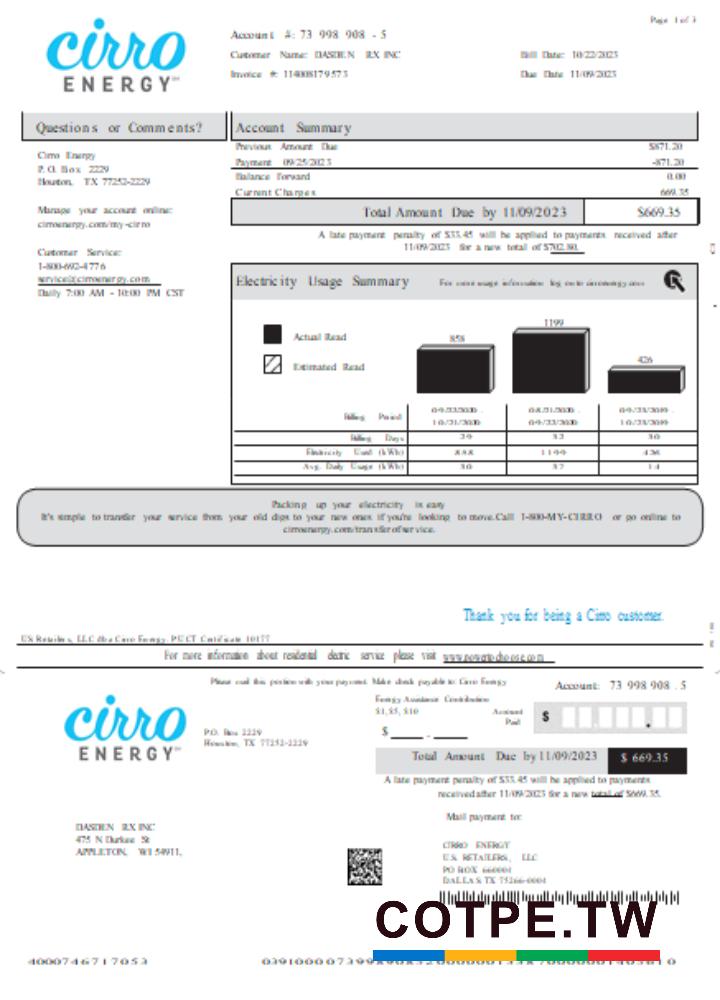 Page 1 of 3
cirro
ENERGY
Account #: 73 998 908 - 5
Customer Name: DASDEN RX INC
Bill Date: 10/22/2023
Invoice #: 114008179573
Due Date 11/09/2023
Questions or Comments?
Cirro Energy
P. O. Box 2229
Houston, TX 77252-2229
Manage your account online:
cirroenergy.com/my-cirro
Customer Service:
1-800-692-4776
service@cirroenergy.com
Daily 7:00 AM - 10:00 PM CST
Account Summary
Previous Amount Due $871.20
Payment 09/25/2023 -871.20
Balance Forward 0.00
Current Charges 669.35
Total Amount Due by 11/09/2023 $669.35
A late payment penalty of $33.45 will be applied to payments received after
11/09/2023 for a new total of $702.80.
Electricity Usage Summary
For more usage information log on to cirroenergy.com
Actual Read
Estimated Read
858
1199
426
Billing Period 09/22/2020 - 08/21/2020 - 09/23/2019 -
10/21/2020 09/22/2020 10/23/2019
Billing Days 29 32 30
Electricity Used (kWh) 858 1199 426
Avg. Daily Usage (kWh) 30 37 14
Packing up your electricity is easy
It's simple to transfer your service from your old digs to your new ones if you're looking to move.Call 1-800-MY-CIRRO or go online to
cirroenergy.com/transferofservice.
Thank you for being a Cirro customer.
US Retailers, LLC dba Cirro Energy. PUCT Certificate 10177
For more information about residential electric service please visit www.powertochoose.com
Please mail this portion with your payment. Make check payable to: Cirro Energy
Account: 73 998 908 . 5
cirro
ENERGY
P.O. Box 2229
Houston, TX 77252-2229
Energy Assistance Contribution
$1, $5, $10
$ ____ . ____
Account
Paid
$
Total Amount Due by 11/09/2023 $ 669.35
A late payment penalty of $33.45 will be applied to payments
received after 11/09/2023 for a new total of $669.35.
Mail payment to:
DASDEN RX INC
475 N Durkee St
APPLETON, WI 54911,
CIRRO ENERGY
U.S. RETAILERS, LLC
PO BOX 660004
DALLAS TX 75266-0004
COTPE.TW
4000746717053